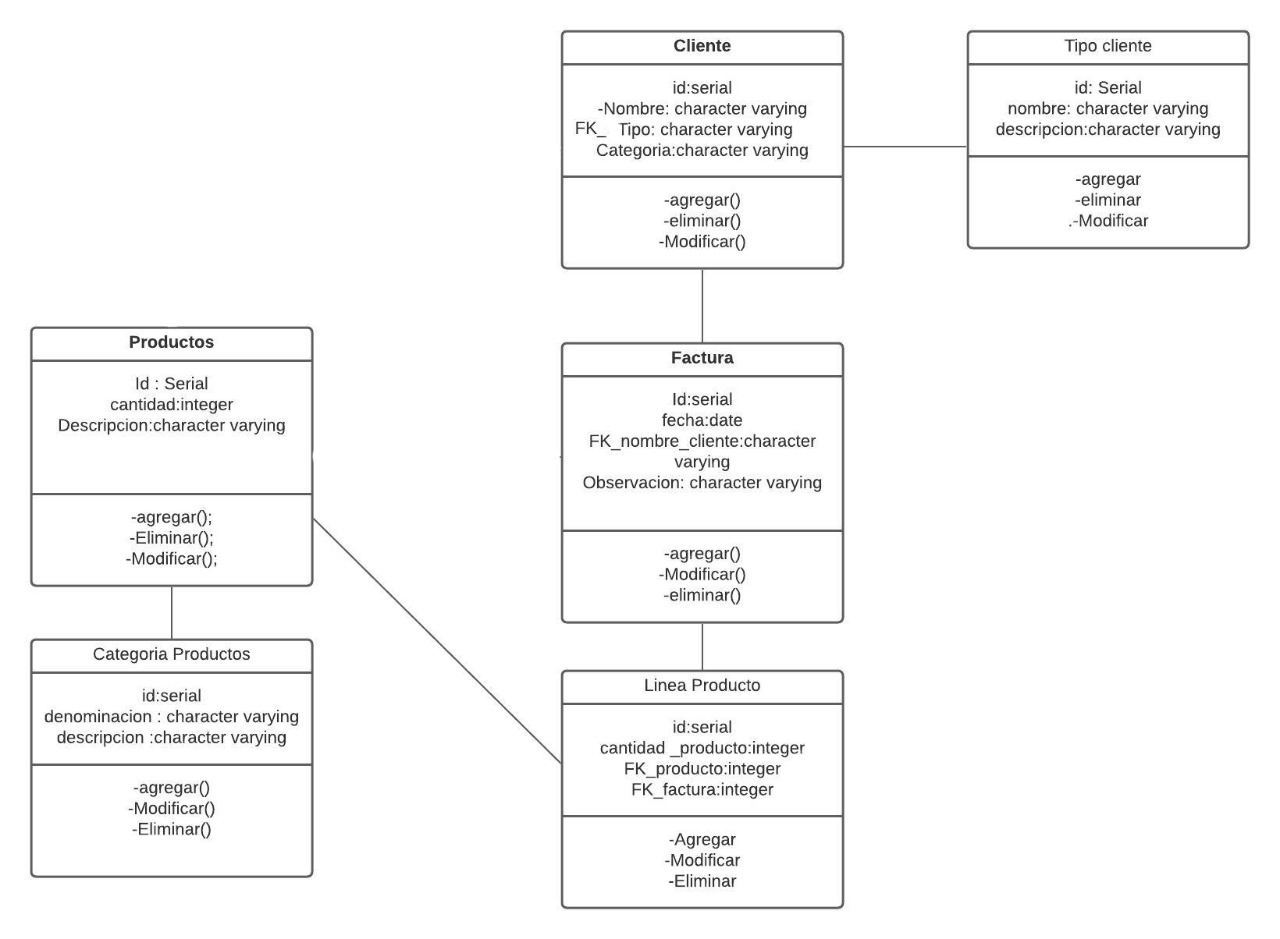 Cliente
id:serial
-Nombre: character varying
FK_ Tipo: character varying
Categoria:character varying
-agregar()
-eliminar()
-Modificar()
Tipo cliente
id: Serial
nombre: character varying
descripcion:character varying
-agregar
-eliminar
.-Modificar
Productos
Id : Serial
cantidad:integer
Descripcion:character varying
-agregar();
-Eliminar();
-Modificar();
Factura
Id:serial
fecha:date
FK_nombre_cliente:character
varying
Observacion: character varying
-agregar()
-Modificar()
-eliminar()
Categoria Productos
id:serial
denominacion : character varying
descripcion :character varying
-agregar()
-Modificar()
-Eliminar()
Linea Producto
id:serial
cantidad _producto:integer
FK_producto:integer
FK_factura:integer
-Agregar
-Modificar
-Eliminar